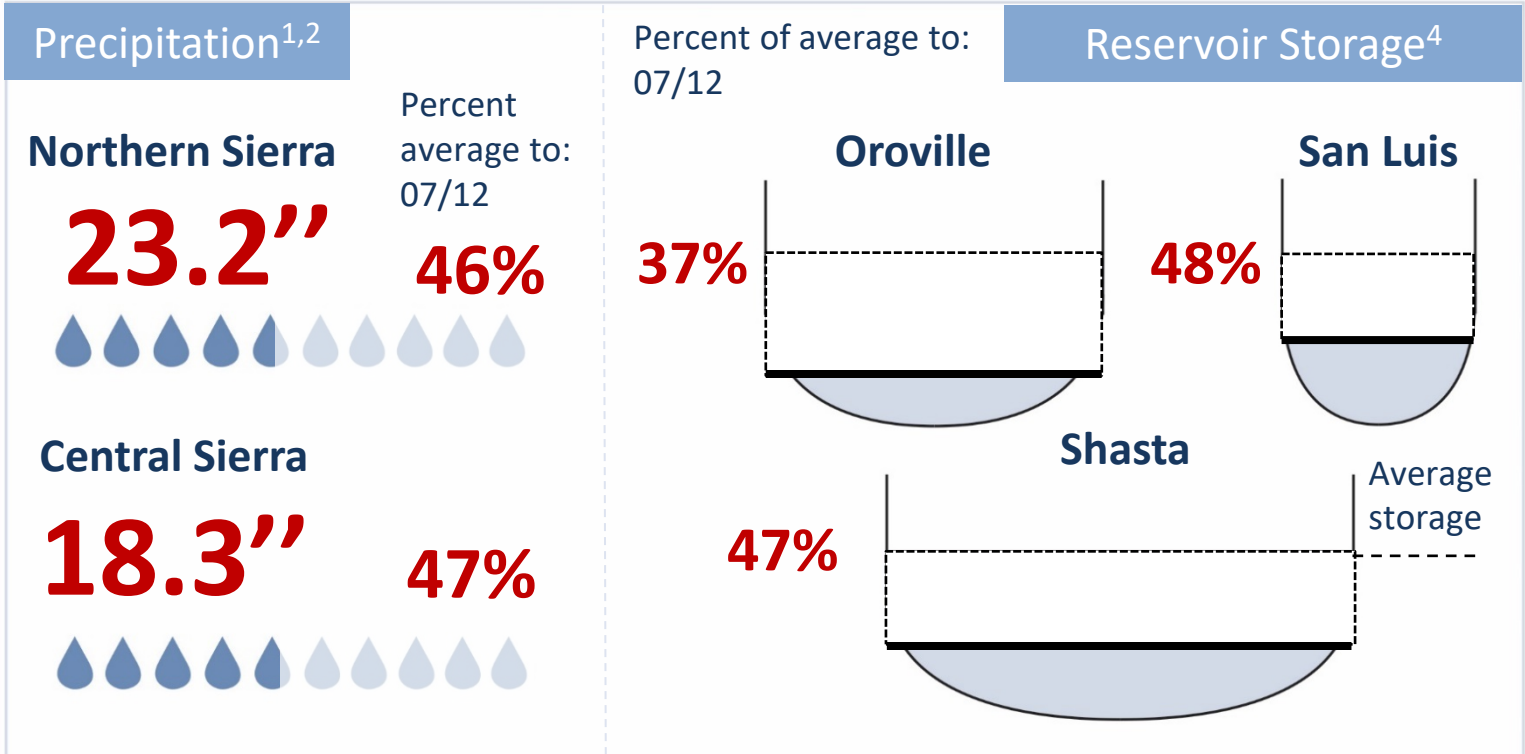 Precipitation1,2
Percent
average to:
07/12
Northern Sierra
23.2’’
46%
Central Sierra
18.3’’
47%
Percent of average to:
07/12
Reservoir Storage4
Oroville
37%
San Luis
48%
Shasta
47%
Average
storage